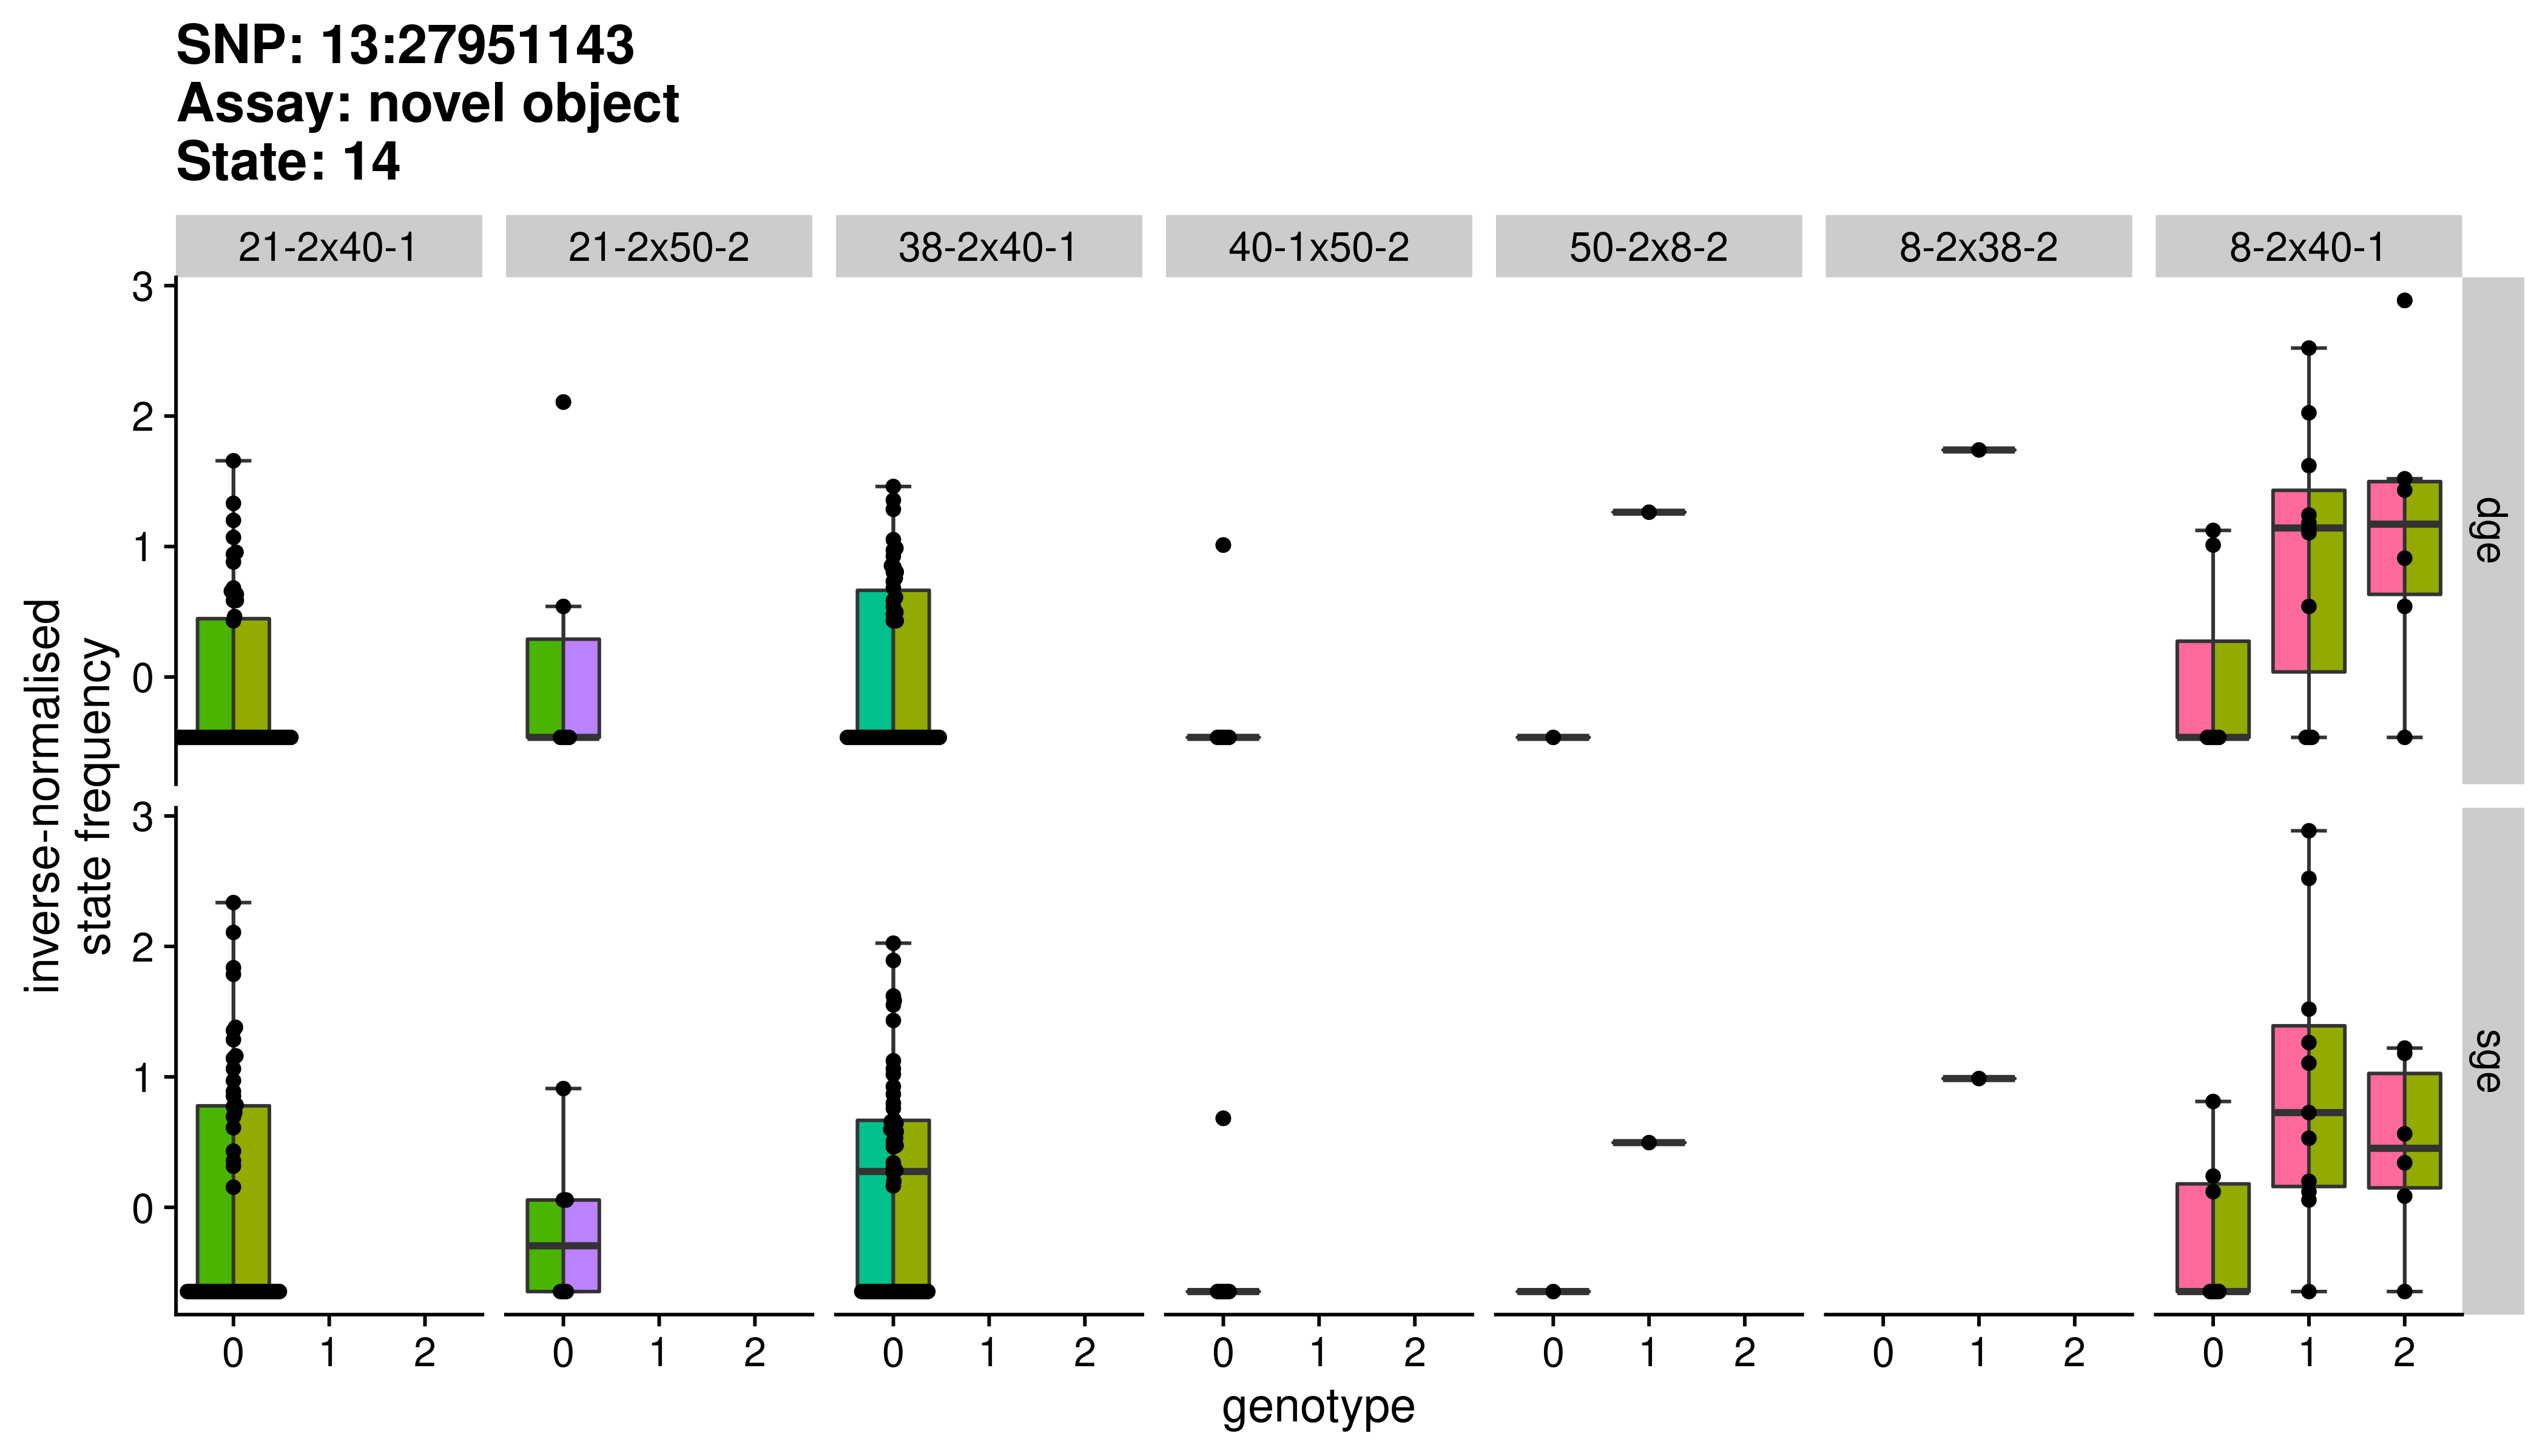 SNP: 13:27951143
Assay: novel object
State: 14
21-2x40-1 21-2x50-2 38-2x40-1 40-1x50-2 50-2x8-2 8-2x38-2 8-2x40-1
3
2
1
0
dge
3
2
1
0
sge
inverse-normalised
state frequency
0 1 2 0 1 2 0 1 2 0 1 2 0 1 2 0 1 2 0 1 2
genotype